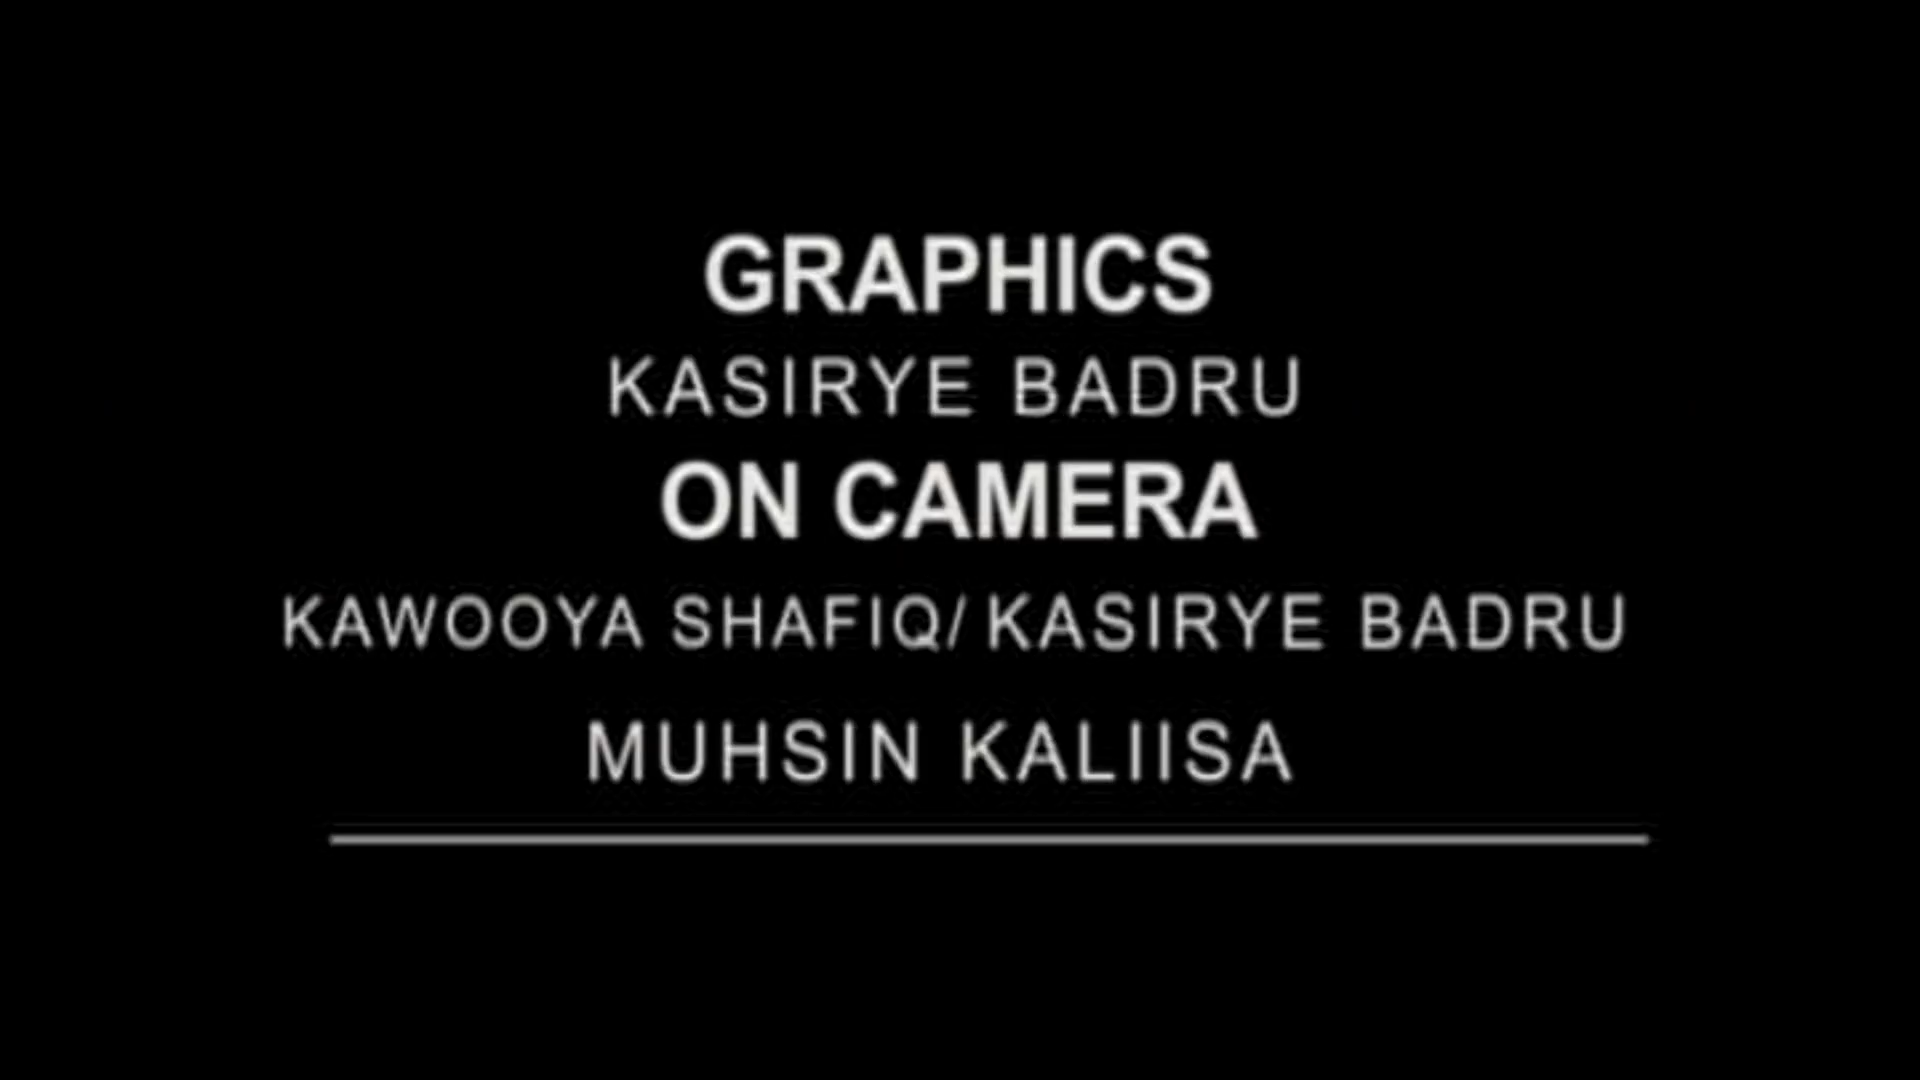 GRAPHICS
KASIRYE BADRU
ON CAMERA
KAWOOYA SHAFIQ/ KASIRYE BADRU
MUHSIN KALIISA